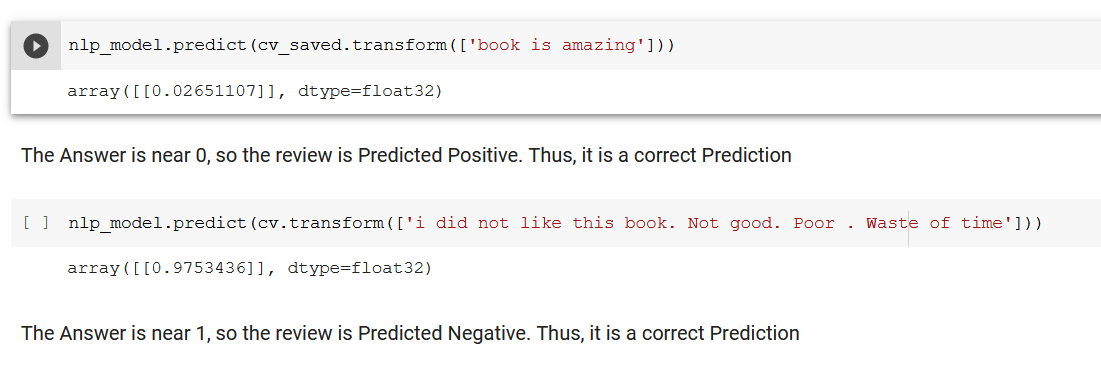 nlp_model.predict(cv_saved.transform(['book is amazing']))
array([[0.02651107]], dtype=float32)
The Answer is near 0, so the review is Predicted Positive. Thus, it is a correct Prediction
[ ] nlp_model.predict(cv.transform(['i did not like this book. Not good. Poor . Waste of time']))
array([[0.9753436]], dtype=float32)
The Answer is near 1, so the review is Predicted Negative. Thus, it is a correct Prediction